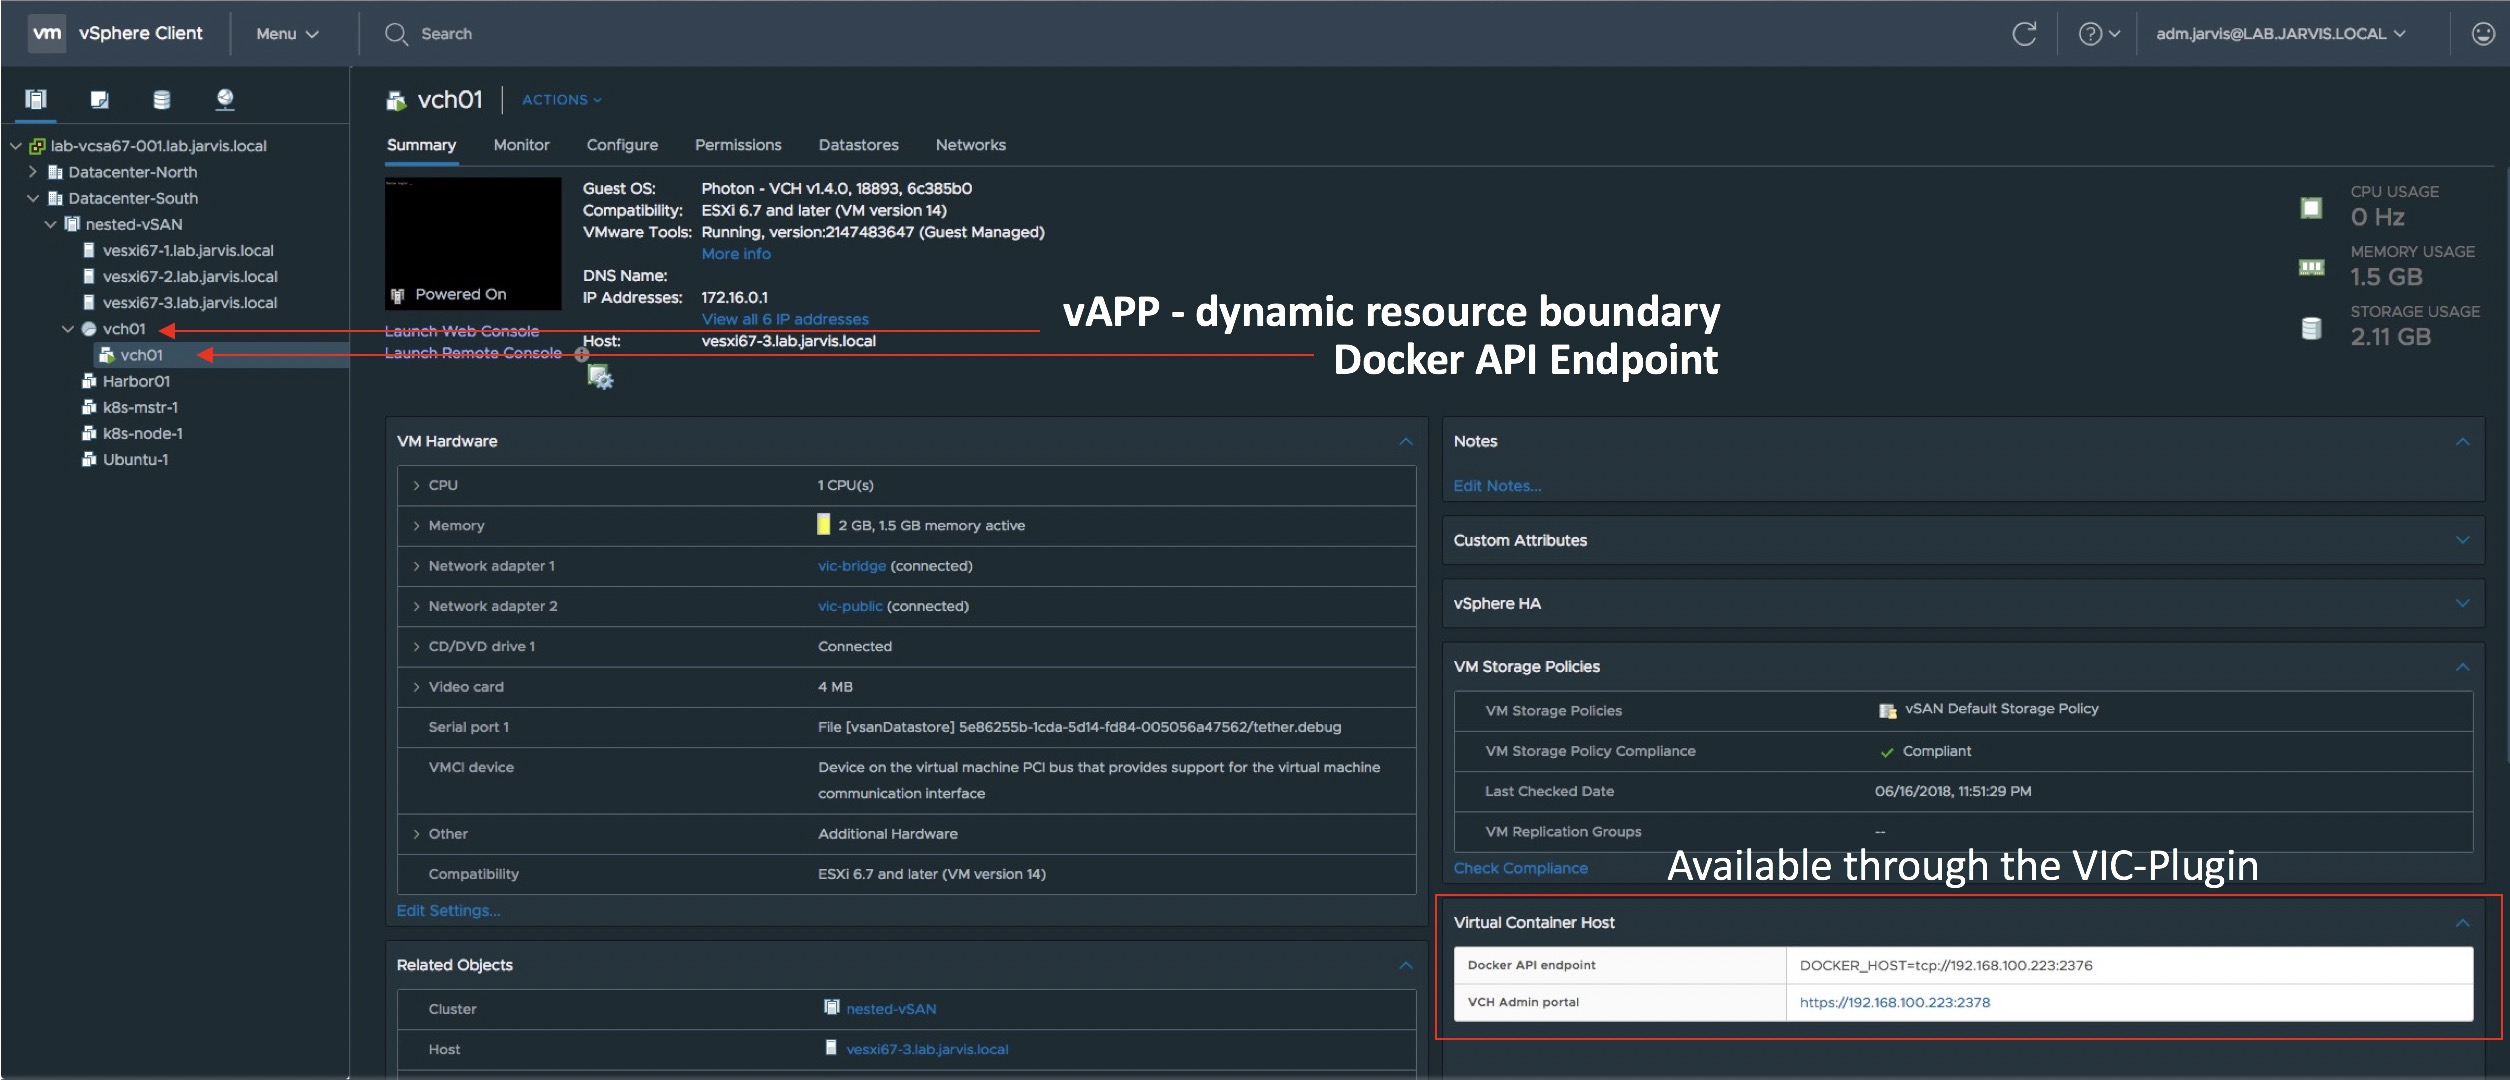 vm vSphere Client Menu Search adm.jarvis@LAB.JARVIS.LOCAL
lab-vcsa67-001.lab.jarvis.local
Datacenter-North
Datacenter-South
nested-vSAN
vesxi67-1.lab.jarvis.local
vesxi67-2.lab.jarvis.local
vesxi67-3.lab.jarvis.local
vch01
vch01
Harbor01
k8s-mstr-1
k8s-node-1
Ubuntu-1
vch01 ACTIONS
Summary Monitor Configure Permissions Datastores Networks
Powered On
Launch Web Console
Launch Remote Console
Guest OS: Photon - VCH v1.4.0, 18893, 6c385b0
Compatibility: ESXi 6.7 and later (VM version 14)
VMware Tools: Running, version:2147483647 (Guest Managed)
More info
DNS Name:
IP Addresses: 172.16.0.1
View all 6 IP addresses
Host: vesxi67-3.lab.jarvis.local
CPU USAGE
0 Hz
MEMORY USAGE
1.5 GB
STORAGE USAGE
2.11 GB
vAPP - dynamic resource boundary
Docker API Endpoint
VM Hardware
CPU 1 CPU(s)
Memory 2 GB, 1.5 GB memory active
Network adapter 1 vic-bridge (connected)
Network adapter 2 vic-public (connected)
CD/DVD drive 1 Connected
Video card 4 MB
Serial port 1 File [vsanDatastore] 5e86255b-1cda-5d14-fd84-005056a47562/tether.debug
VMCI device Device on the virtual machine PCI bus that provides support for the virtual machine
communication interface
Other Additional Hardware
Compatibility ESXi 6.7 and later (VM version 14)
Edit Settings...
Related Objects
Cluster nested-vSAN
Host vesxi67-3.lab.jarvis.local
Notes
Edit Notes...
Custom Attributes
vSphere HA
VM Storage Policies
VM Storage Policies vSAN Default Storage Policy
VM Storage Policy Compliance Compliant
Last Checked Date 06/16/2018, 11:51:29 PM
VM Replication Groups --
Check Compliance
Available through the VIC-Plugin
Virtual Container Host
Docker API endpoint DOCKER_HOST=tcp://192.168.100.223:2376
VCH Admin portal https://192.168.100.223:2378